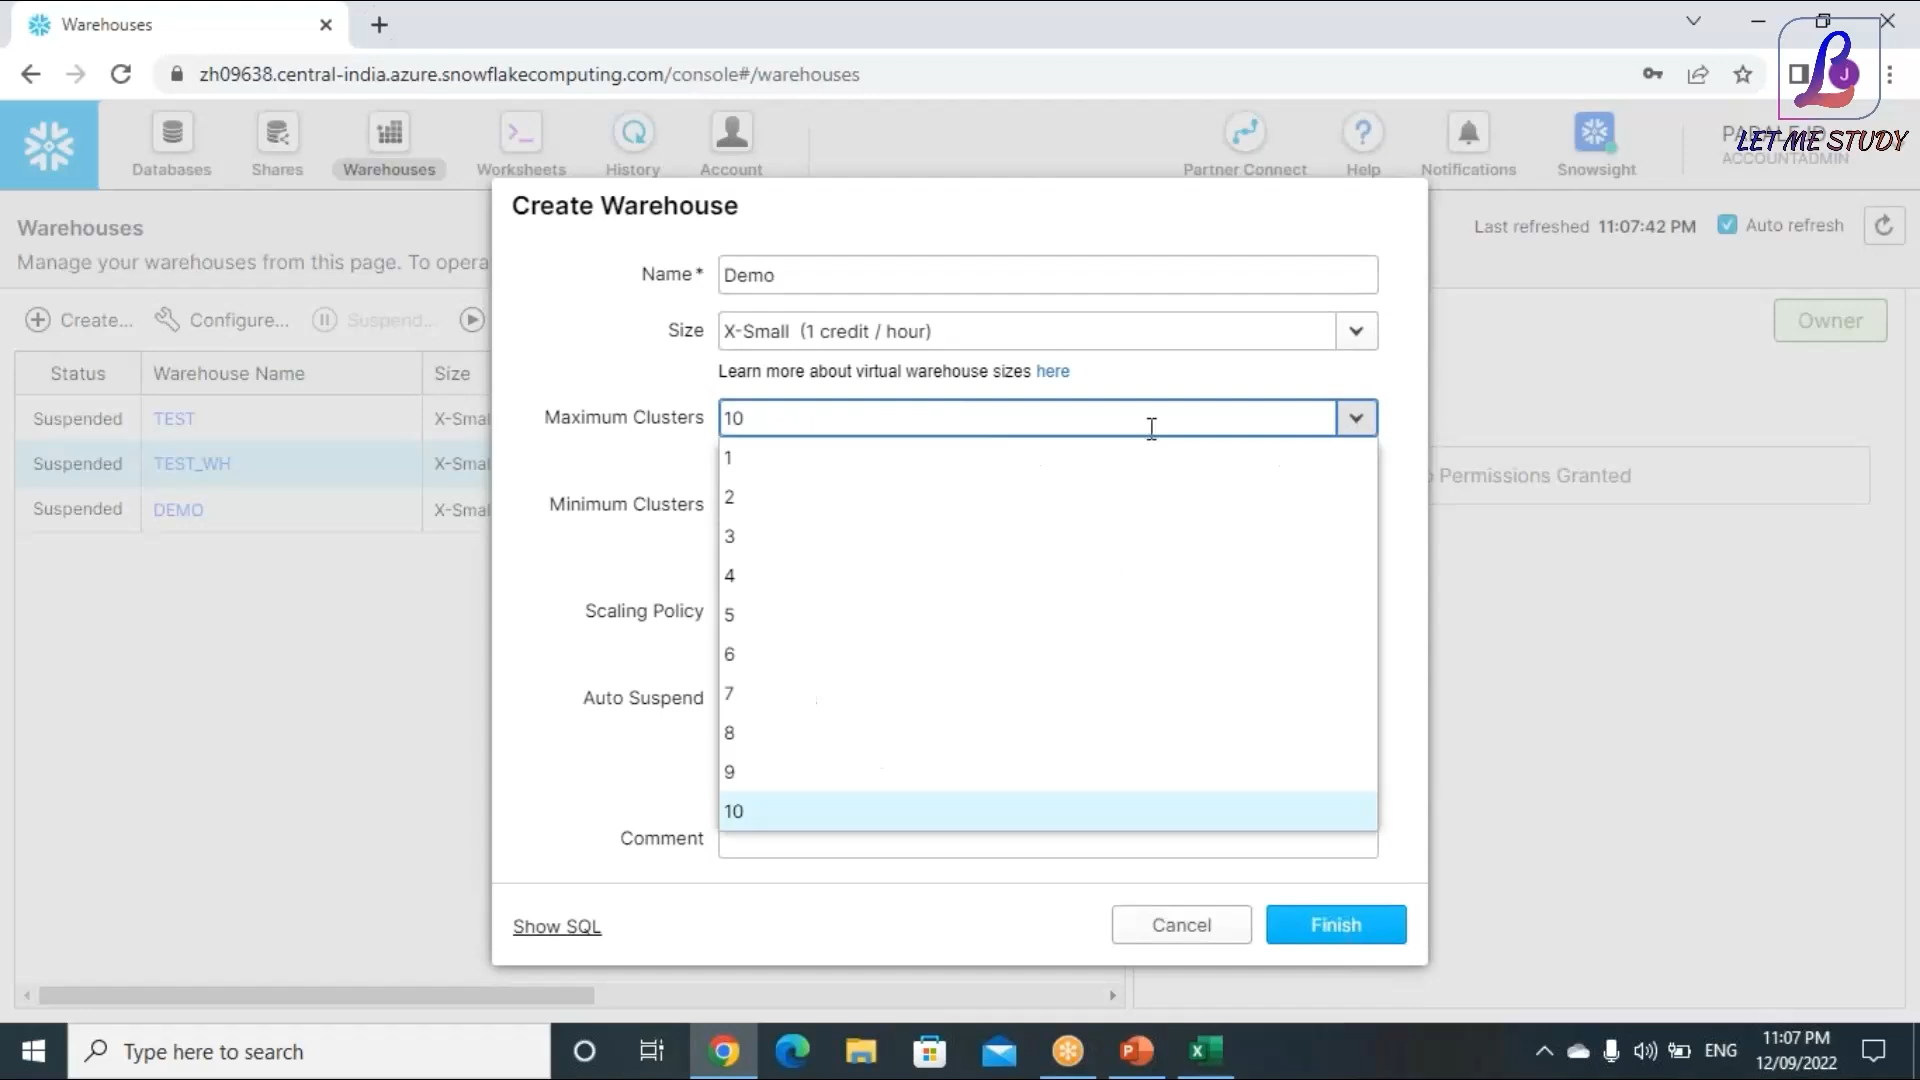 Warehouses
zh09638.central-india.azure.snowflakecomputing.com/console#/warehouses
J
LET ME STUDY
Databases
Shares
Warehouses
Worksheets
History
Account
Partner Connect
Help
Notifications
Snowsight
ACCOUNTADMIN
Warehouses
Manage your warehouses from this page. To opera
Last refreshed 11:07:42 PM
Auto refresh
Create...
Configure...
Suspend...
Owner
Status
Warehouse Name
Size
Suspended
TEST
X-Smal
Suspended
TEST_WH
X-Smal
Suspended
DEMO
X-Smal
Permissions Granted
Create Warehouse
Name*
Demo
Size
X-Small (1 credit / hour)
Learn more about virtual warehouse sizes here
Maximum Clusters
10
1
2
3
4
5
6
7
8
9
10
Minimum Clusters
Scaling Policy
Auto Suspend
Comment
Show SQL
Cancel
Finish
Type here to search
ENG
11:07 PM
12/09/2022